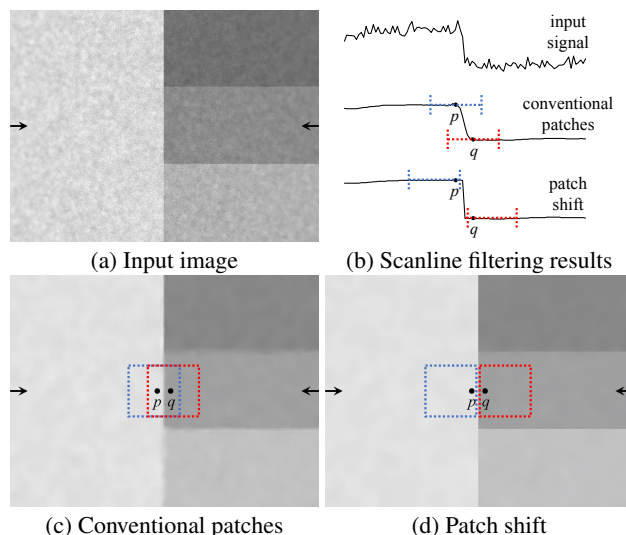 input
signal
conventional
patches
p
q
patch
shift
p
q
(a) Input image
(b) Scanline filtering results
p q
p q
(c) Conventional patches
(d) Patch shift